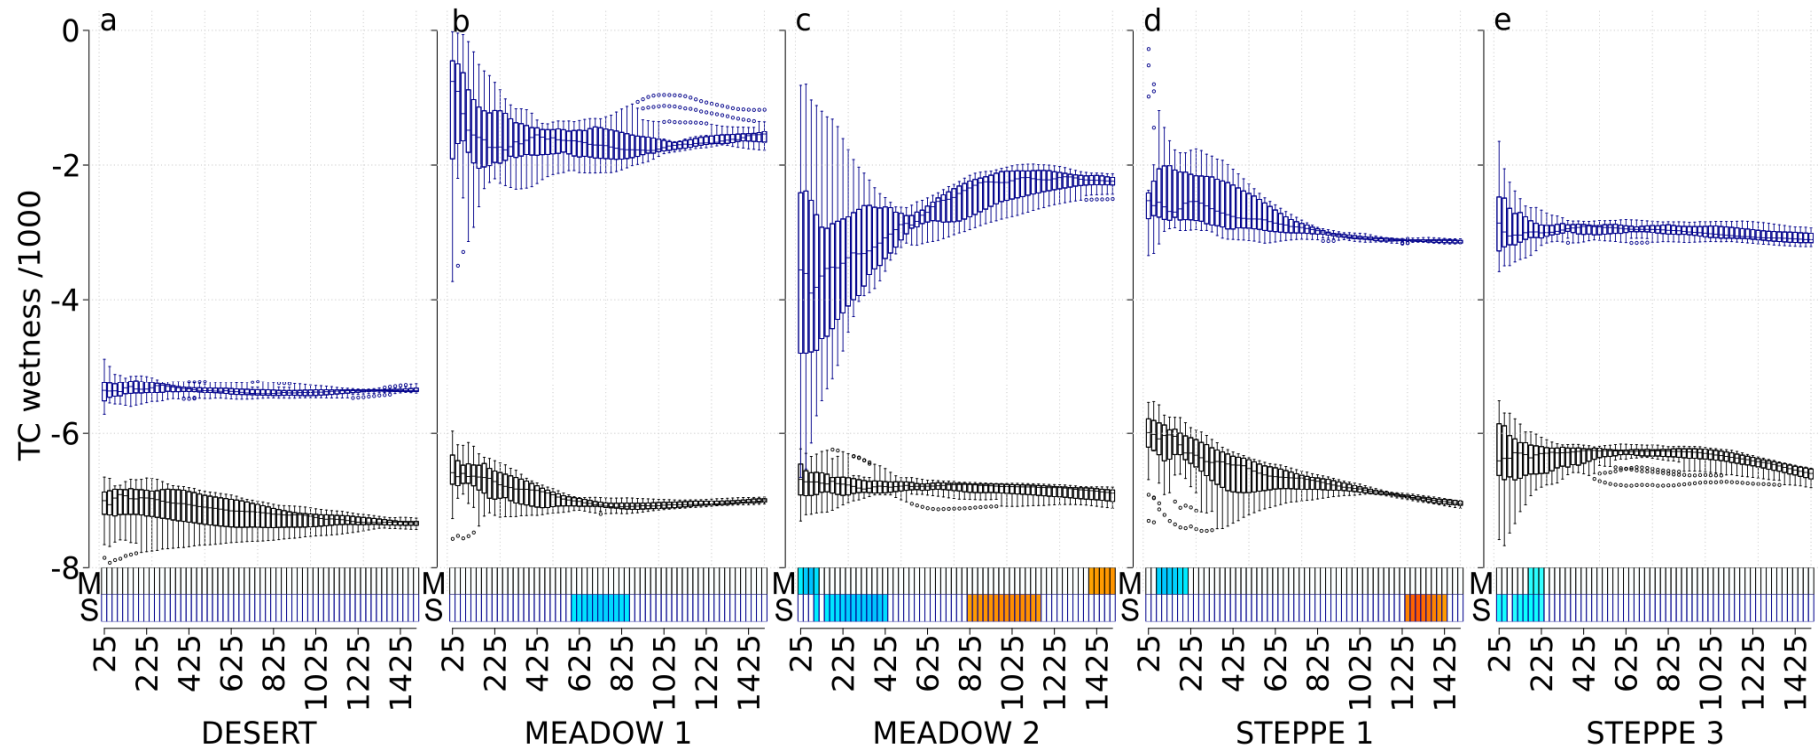 a b c d e
0
-2
-4
-6
-8
TC wetness /1000
M M M M M
S S S S S
25 225 425 625 825 1025 1225 1425 25 225 425 625 825 1025 1225 1425 25 225 425 625 825 1025 1225 1425 25 225 425 625 825 1025 1225 1425 25 225 425 625 825 1025 1225 1425
DESERT MEADOW 1 MEADOW 2 STEPPE 1 STEPPE 3